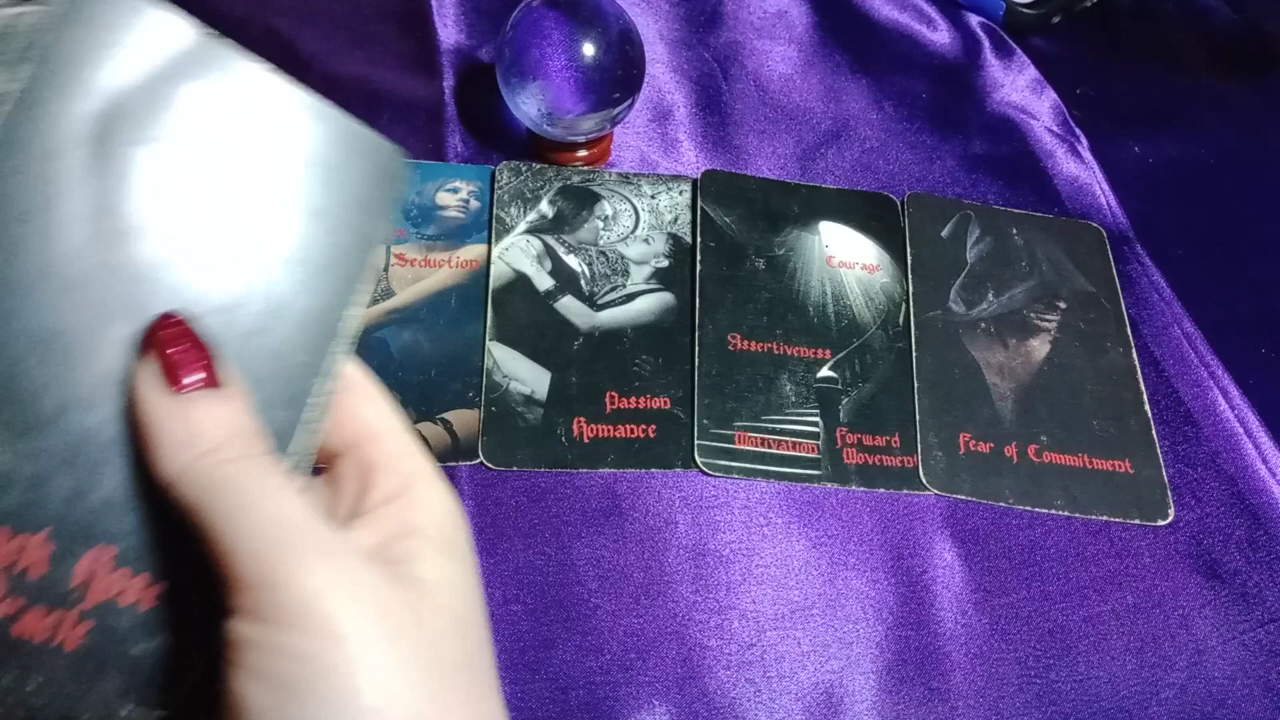 Seduction
Passion
Romance
Courage
Assertiveness
Motivation
Forward
Movement
Fear of Commitment